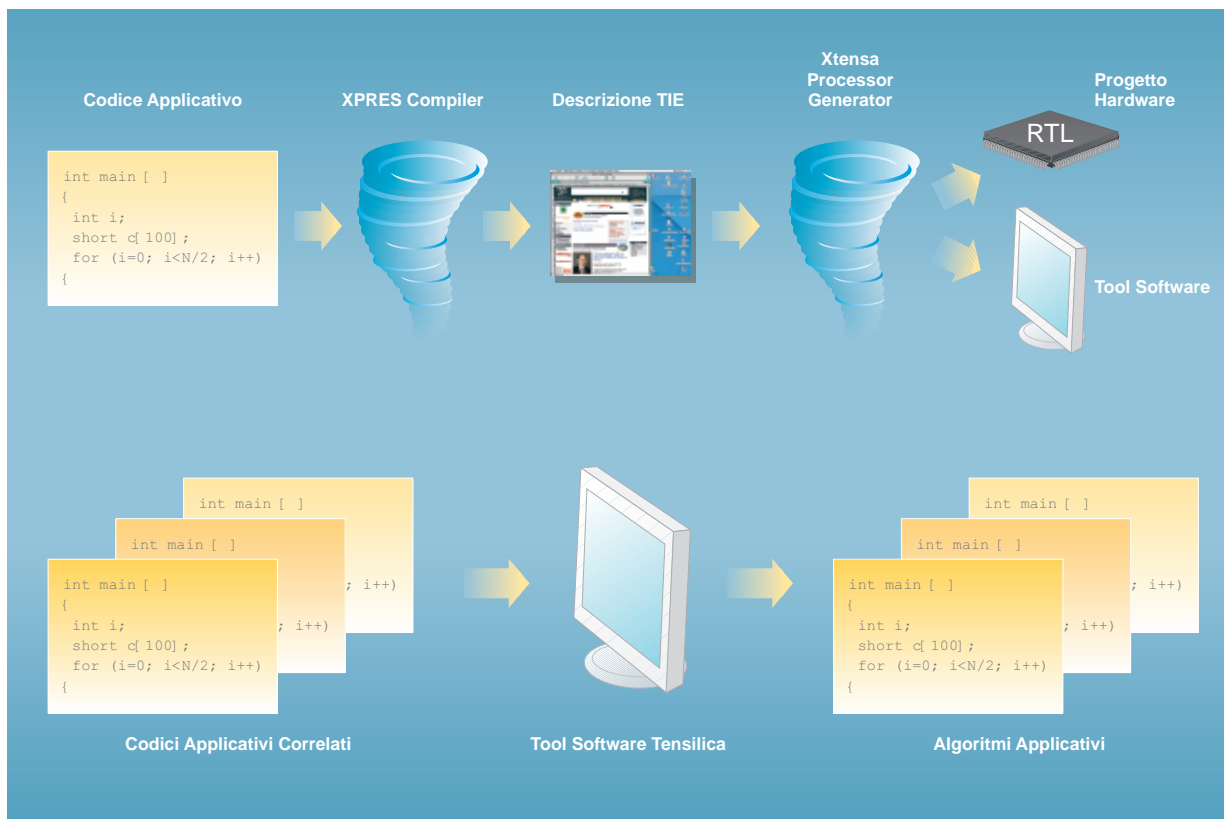 Codice Applicativo
XPRES Compiler
Descrizione TIE
Xtensa
Processor
Generator
Progetto
Hardware
int main [ ]
{
int i;
short c[ 100] ;
for (i=0; i<N/2; i++)
{
RTL
Tool Software
int main [ ]
; i++)
int main [ ]
; i++)
int main [ ]
{
int i;
short c[ 100] ;
for (i=0; i<N/2; i++)
{
int main [ ]
; i++)
int main [ ]
; i++)
int main [ ]
{
int i;
short c[ 100] ;
for (i=0; i<N/2; i++)
{
Codici Applicativi Correlati
Tool Software Tensilica
Algoritmi Applicativi